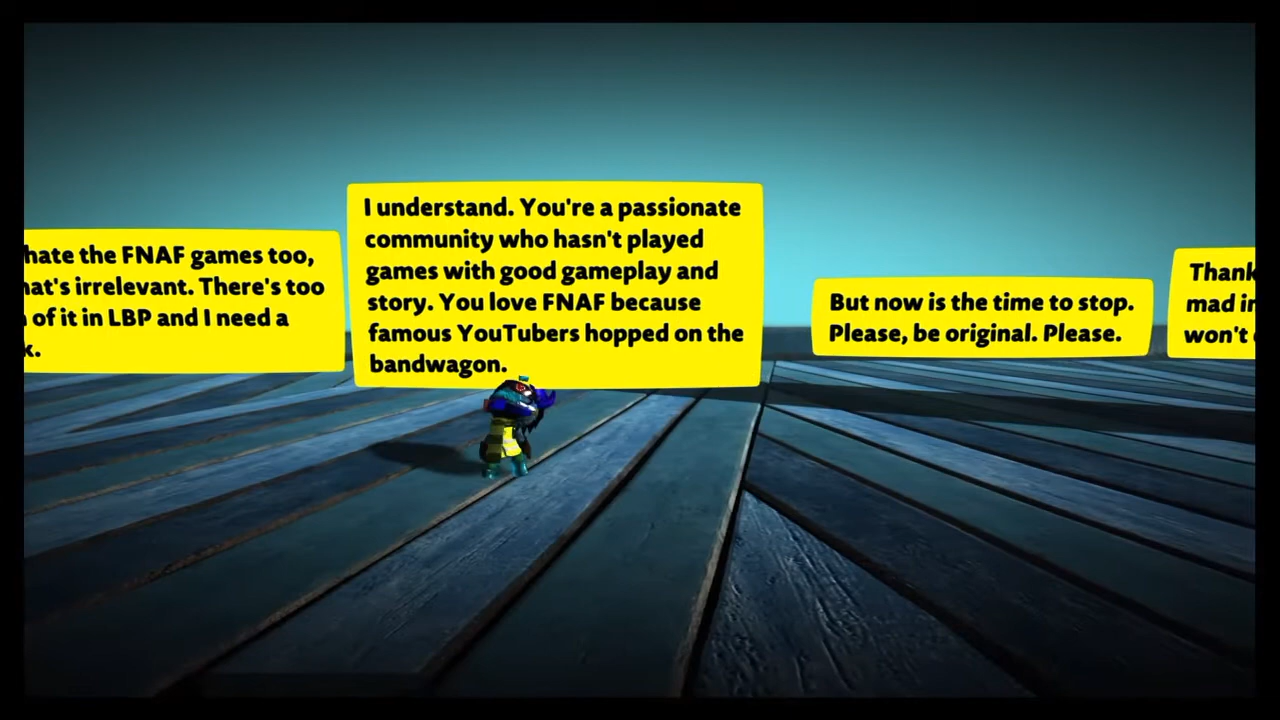 hate the FNAF games too,
hat's irrelevant. There's too
of it in LBP and I need a
k.
I understand. You're a passionate
community who hasn't played
games with good gameplay and
story. You love FNAF because
famous YouTubers hopped on the
bandwagon.
But now is the time to stop.
Please, be original. Please.
Thank
mad in
won't